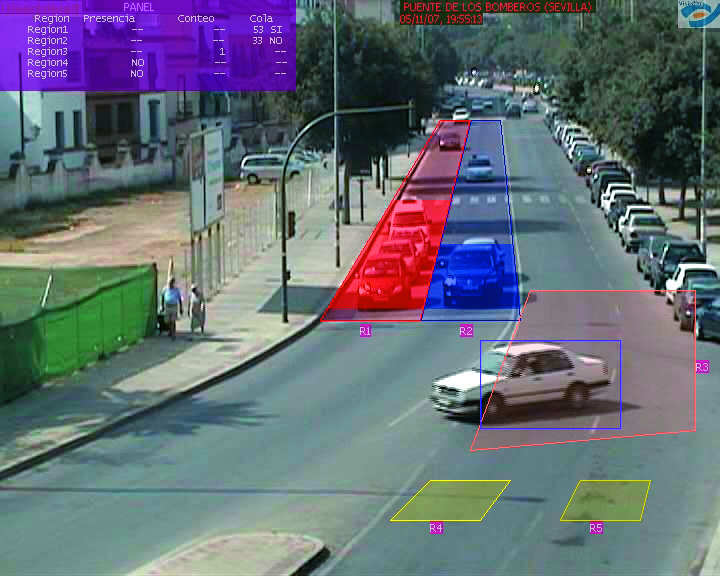 PANEL
Region Presencia Conteo Cola
Region1 -- -- 53 SI
Region2 -- -- 33 NO
Region3 -- 1 --
Region4 NO -- --
Region5 NO -- --
PUENTE DE LOS BOMBEROS (SEVILLA)
05/11/07, 19:55:13
R1
R2
R3
R4
R5